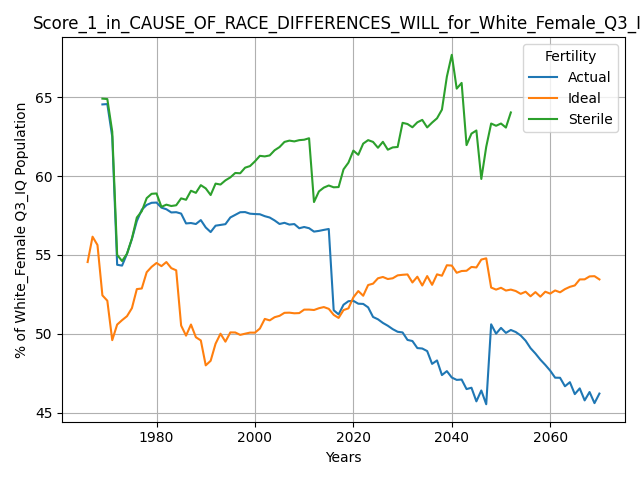 Score_1_in_CAUSE_OF_RACE_DIFFERENCES_WILL_for_White_Female_Q3_I
Fertility
Actual
Ideal
Sterile
% of White_Female Q3_IQ Population
65
60
55
50
45
1980 2000 2020 2040 2060
Years